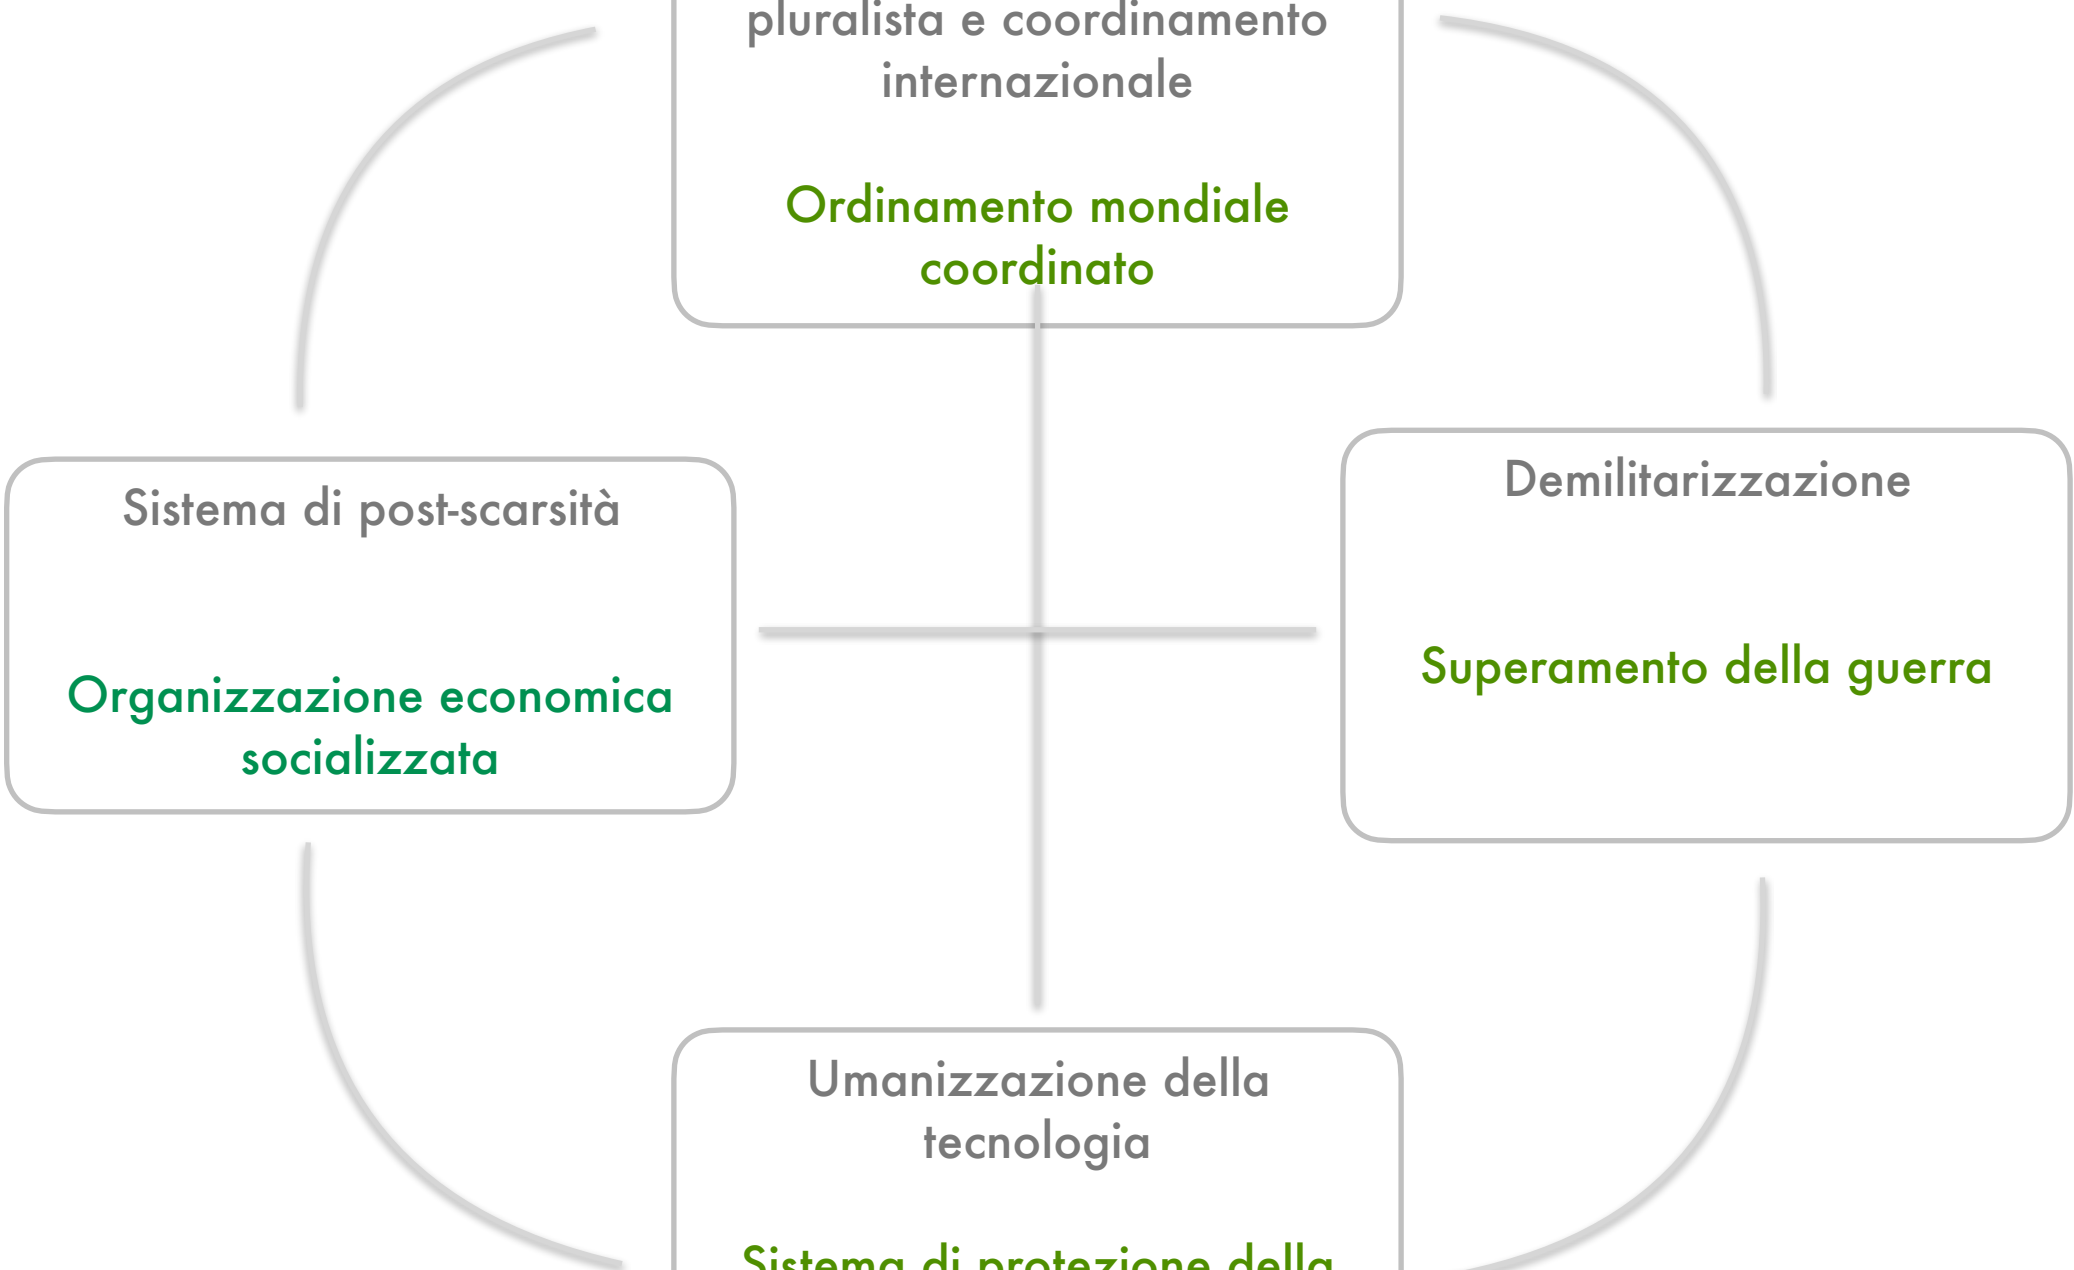 pluralista e coordinamento
internazionale
Ordinamento mondiale
coordinato
Sistema di post-scarsità
Organizzazione economica
socializzata
Demilitarizzazione
Superamento della guerra
Umanizzazione della
tecnologia
Sistema di protezione della